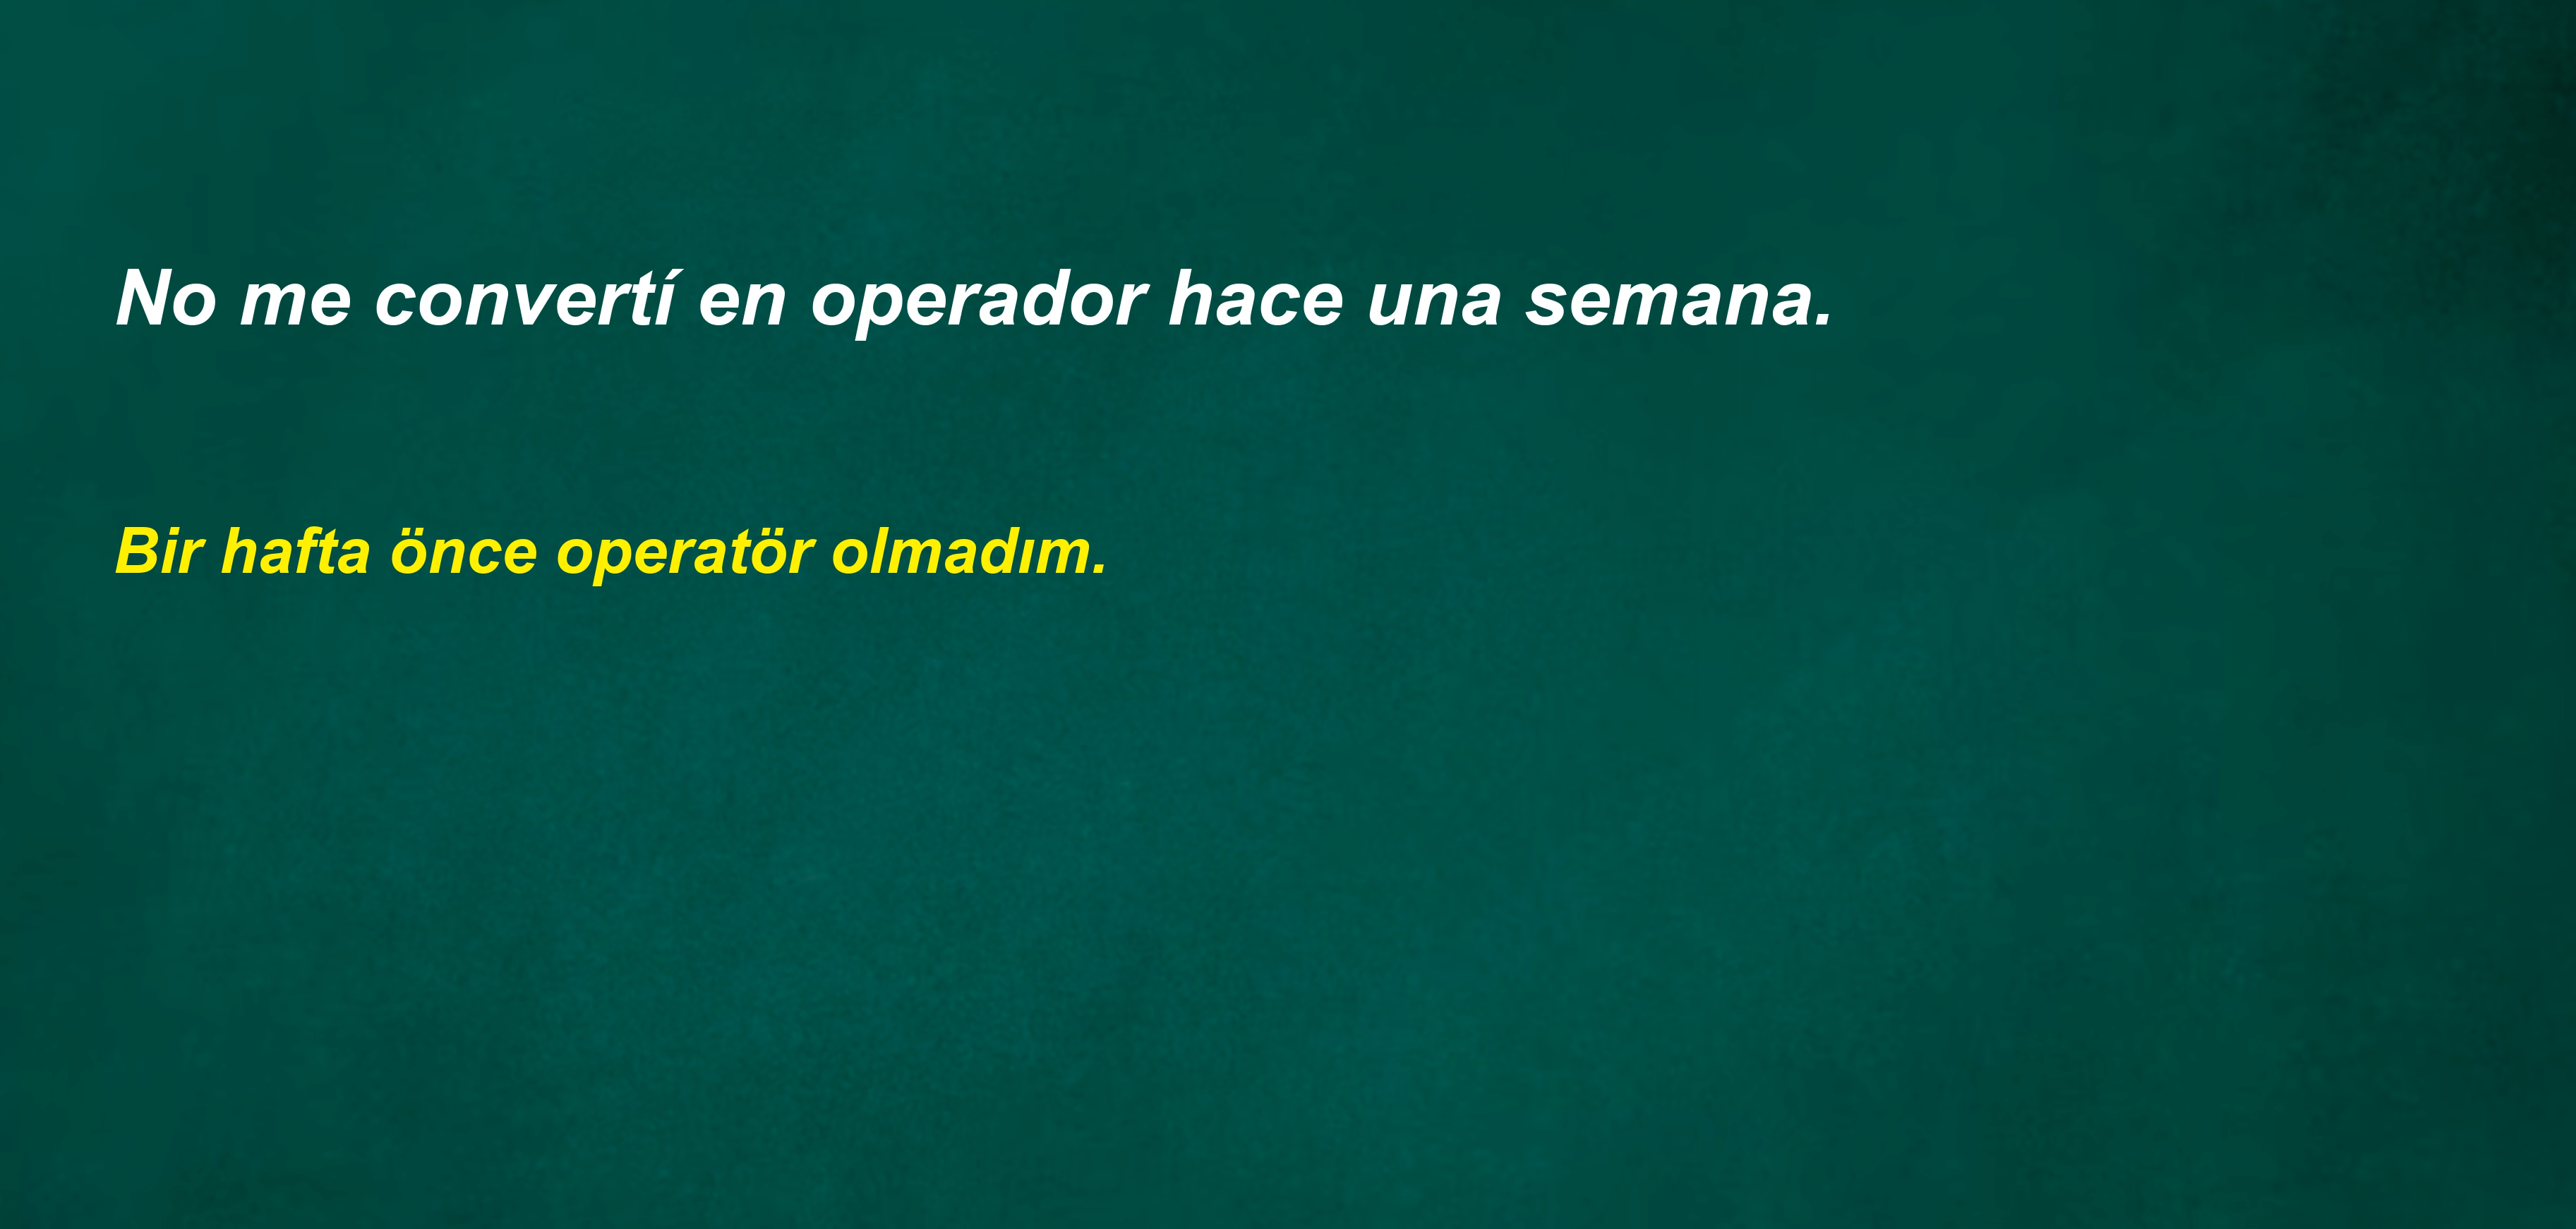 No me convertí en operador hace una semana.
Bir hafta önce operatör olmadım.